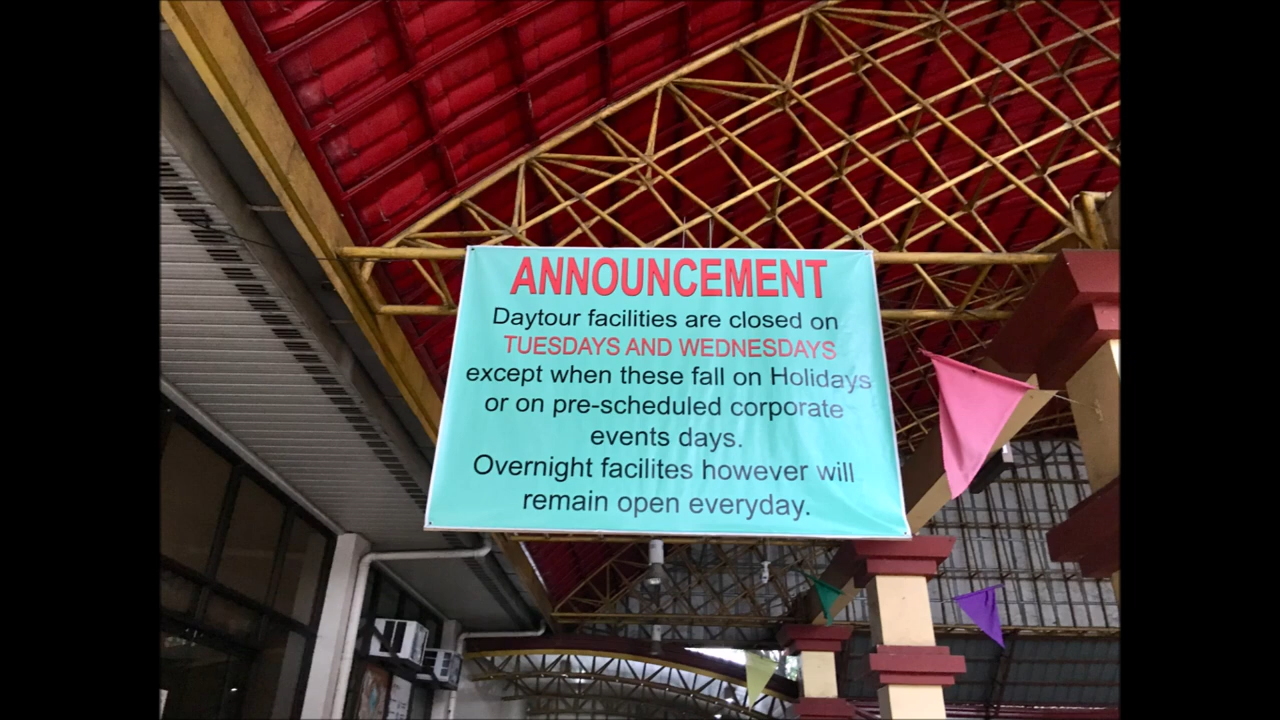 ANNOUNCEMENT
Daytour facilities are closed on
TUESDAYS AND WEDNESDAYS
except when these fall on Holidays
or on pre-scheduled corporate
events days.
Overnight facilites however will
remain open everyday.